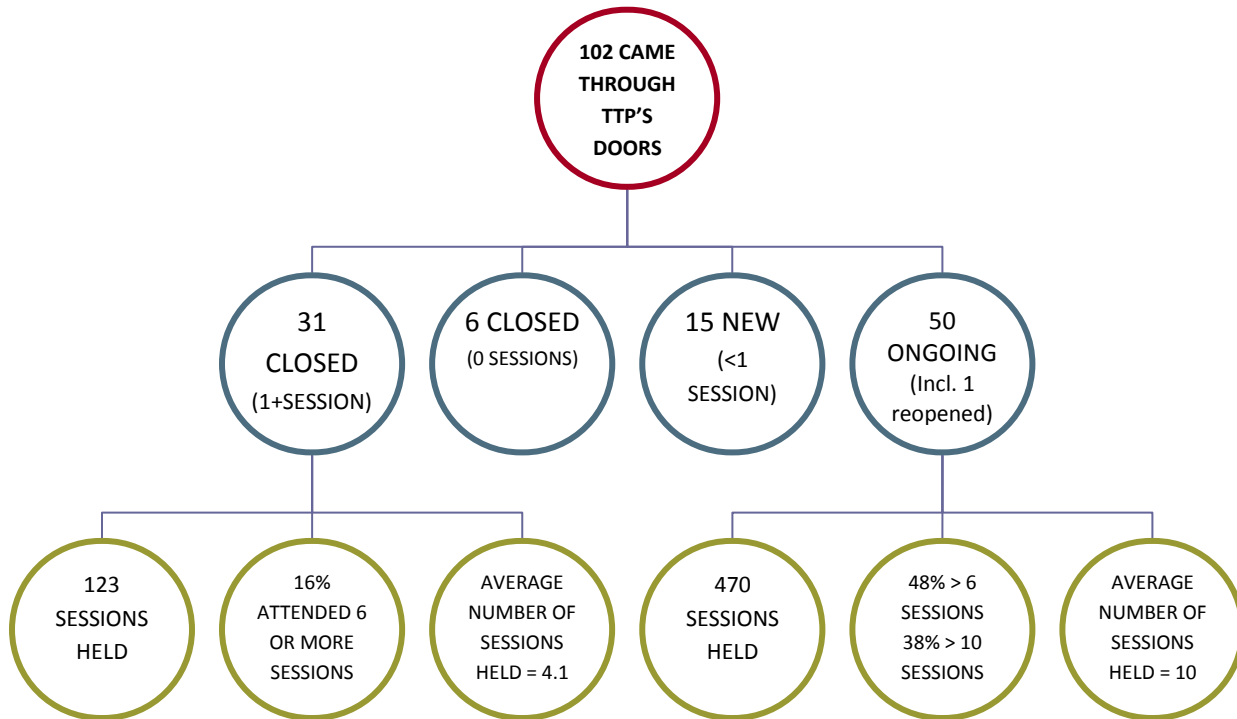 102 CAME
THROUGH
TTP'S
DOORS
31
CLOSED
(1+SESSION)
6 CLOSED
(0 SESSIONS)
15 NEW
(<1
SESSION)
50
ONGOING
(Incl. 1
reopened)
123
SESSIONS
HELD
16%
ATTENDED 6
OR MORE
SESSIONS
AVERAGE
NUMBER OF
SESSIONS
HELD = 4.1
470
SESSIONS
HELD
48% > 6
SESSIONS
38% > 10
SESSIONS
AVERAGE
NUMBER OF
SESSIONS
HELD = 10